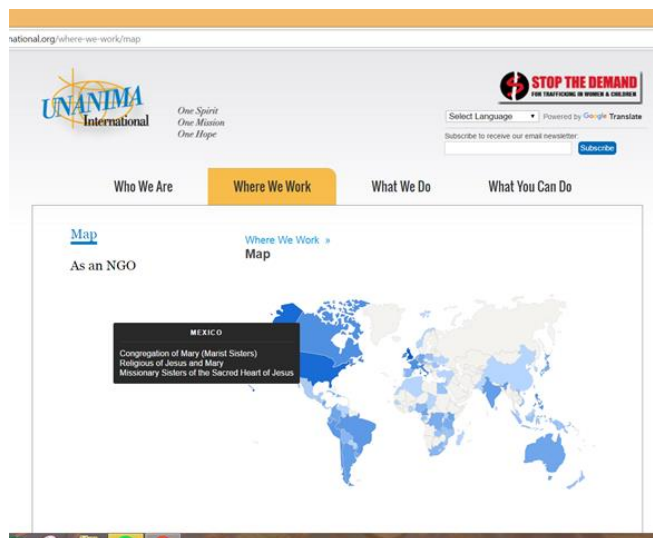 national.org/where-we-work/map
UNANIMA
International
One Spirit
One Mission
One Hope
STOP THE DEMAND
FOR TRAFFICKING IN WOMEN & CHILDREN
Select Language
Powered by Google Translate
Subscribe to receive our email newsletter:
Subscribe
Who We Are
Where We Work
What We Do
What You Can Do
Map
As an NGO
Where We Work »
Map
MEXICO
Congregation of Mary (Marist Sisters)
Religious of Jesus and Mary
Missionary Sisters of the Sacred Heart of Jesus